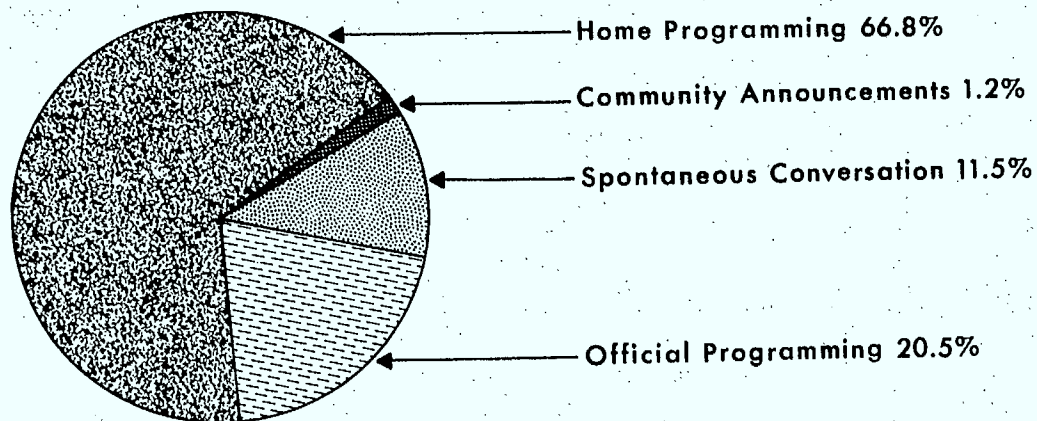 Home Programming 66.8%
Community Announcements 1.2%
Spontaneous Conversation 11.5%
Official Programming 20.5%